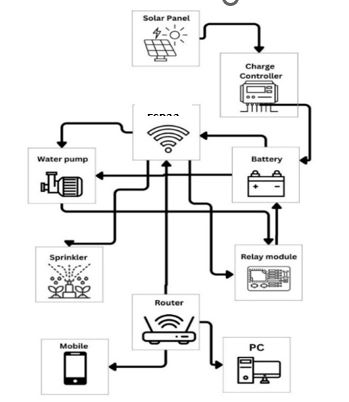 Solar Panel
Charge
Controller
Water pump
Battery
Sprinkler
Relay module
Router
Mobile
PC